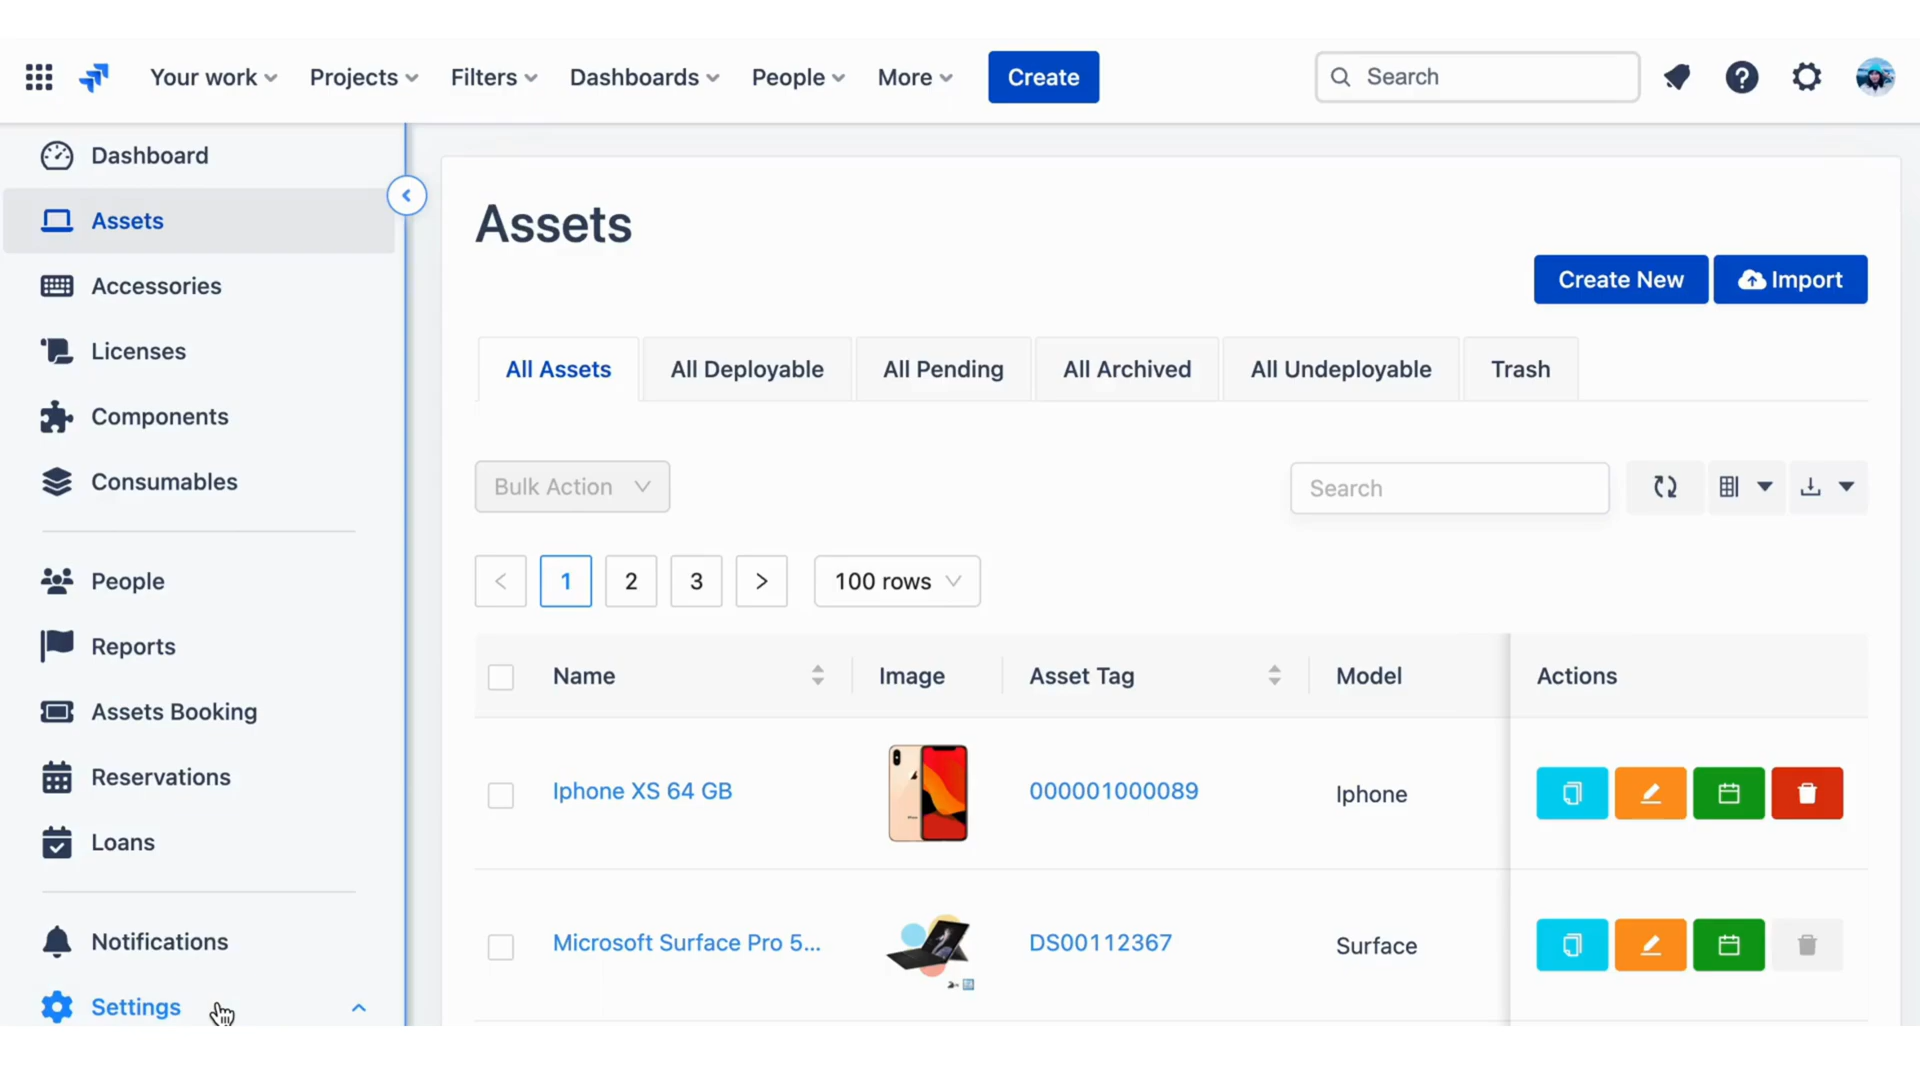 Your work Projects Filters Dashboards People More Create Search
Dashboard
Assets
Accessories
Licenses
Components
Consumables
People
Reports
Assets Booking
Reservations
Loans
Notifications
Settings
Assets
Create New Import
All Assets All Deployable All Pending All Archived All Undeployable Trash
Bulk Action Search
< 1 2 3 > 100 rows
Name Image Asset Tag Model Actions
Iphone XS 64 GB 000001000089 Iphone
Microsoft Surface Pro 5... DS00112367 Surface